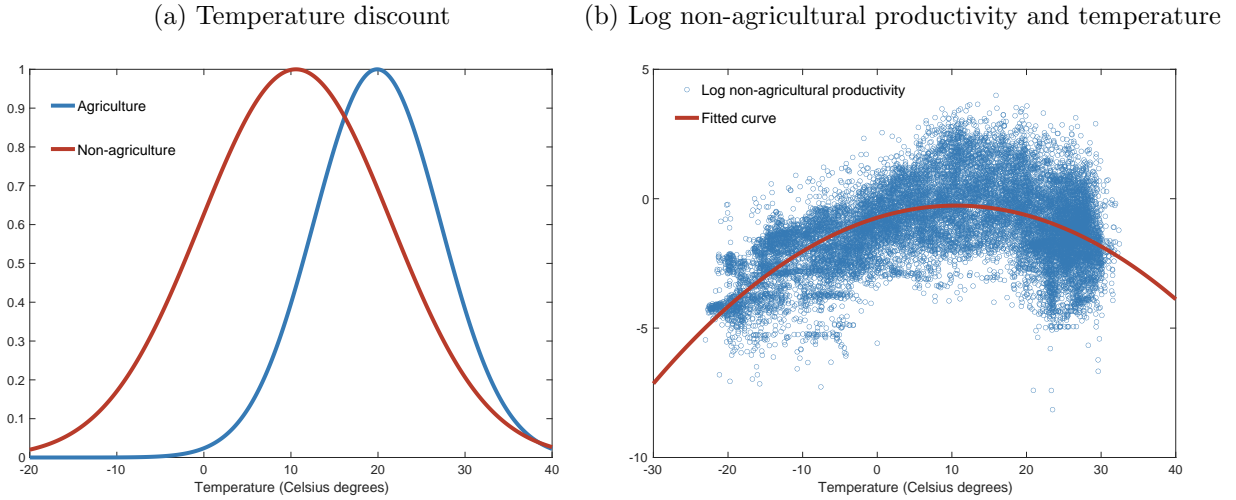 (a) Temperature discount
1
0.9
0.8
0.7
0.6
0.5
0.4
0.3
0.2
0.1
0
Agriculture
Non-agriculture
-20 -10 0 10 20 30 40
Temperature (Celsius degrees)
(b) Log non-agricultural productivity and temperature
5
0
-5
-10
Log non-agricultural productivity
Fitted curve
-30 -20 -10 0 10 20 30 40
Temperature (Celsius degrees)